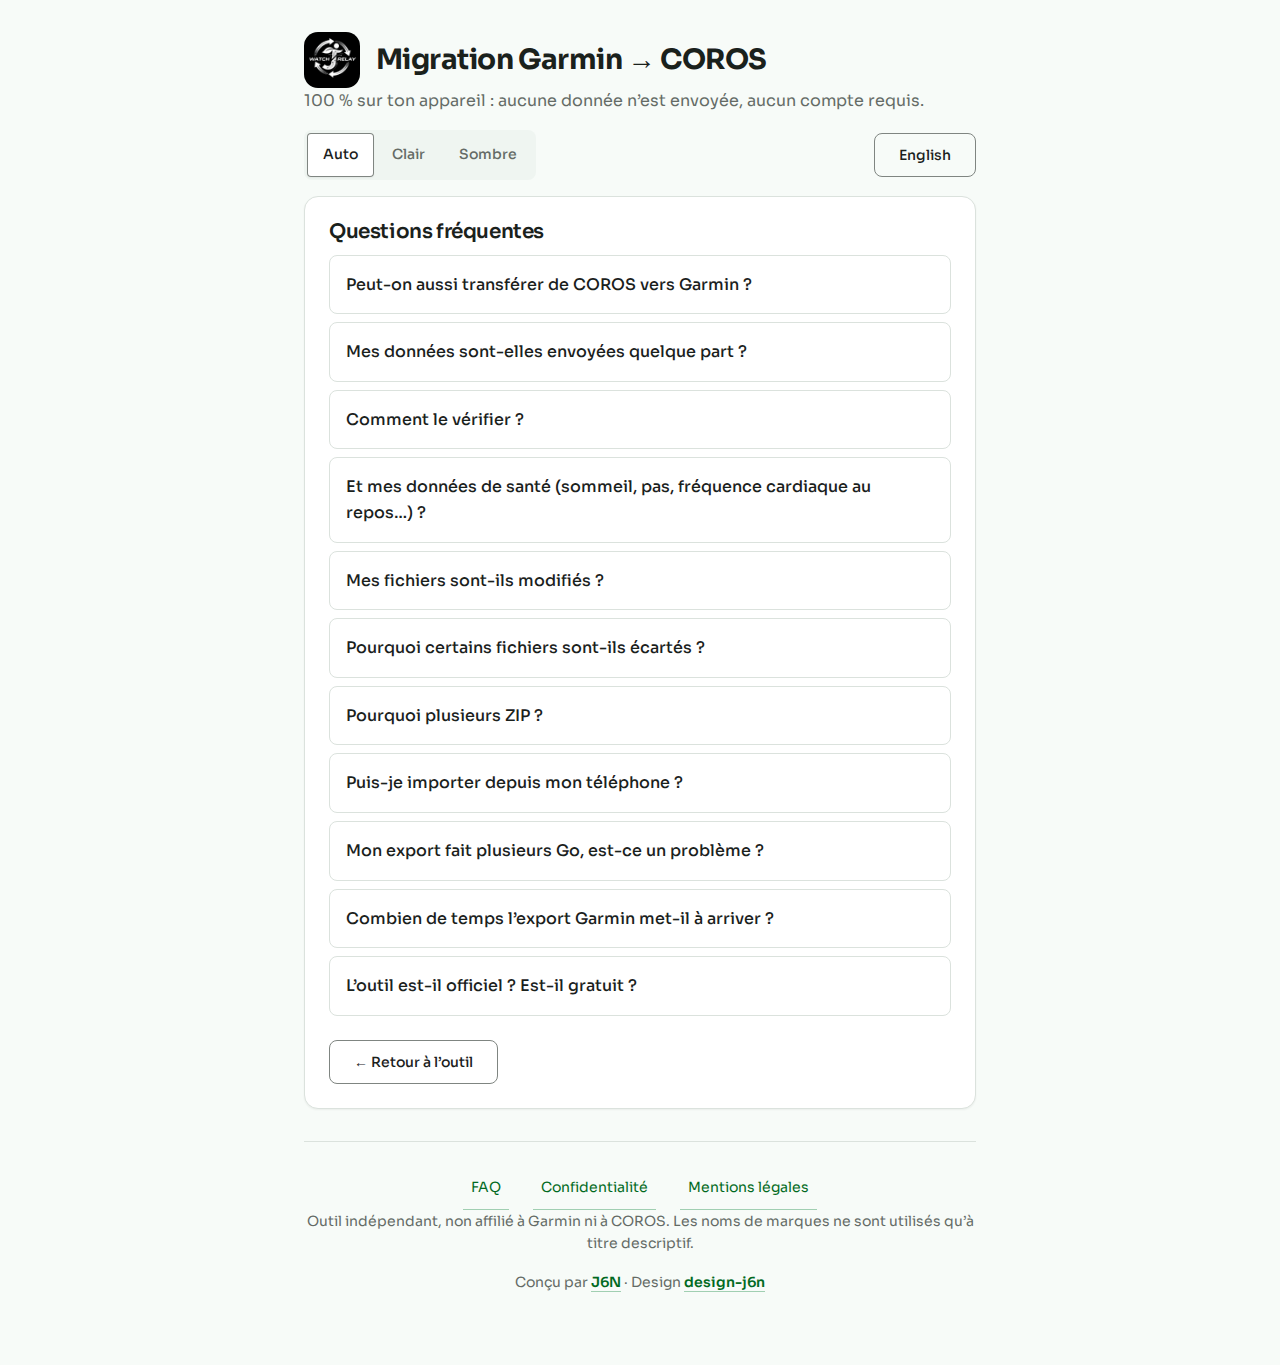 WATCH RELAY
Migration Garmin → COROS
100 % sur ton appareil : aucune donnée n’est envoyée, aucun compte requis.
Auto
Clair
Sombre
English
Questions fréquentes
Peut-on aussi transférer de COROS vers Garmin ?
Mes données sont-elles envoyées quelque part ?
Comment le vérifier ?
Et mes données de santé (sommeil, pas, fréquence cardiaque au
repos…) ?
Mes fichiers sont-ils modifiés ?
Pourquoi certains fichiers sont-ils écartés ?
Pourquoi plusieurs ZIP ?
Puis-je importer depuis mon téléphone ?
Mon export fait plusieurs Go, est-ce un problème ?
Combien de temps l’export Garmin met-il à arriver ?
L’outil est-il officiel ? Est-il gratuit ?
← Retour à l’outil
FAQ
Confidentialité
Mentions légales
Outil indépendant, non affilié à Garmin ni à COROS. Les noms de marques ne sont utilisés qu’à
titre descriptif.
Conçu par J6N · Design design-j6n